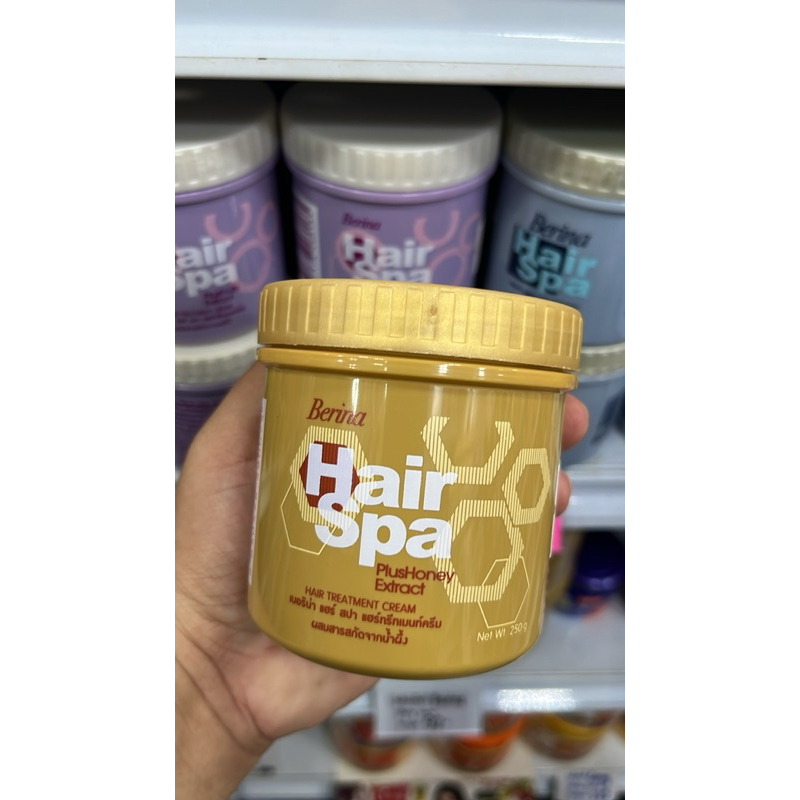 Berina
Hair
Spa
Berina
Hair
Spa
Berina
Hair
Spa
PlusHoney
Extract
HAIR TREATMENT CREAM
เบอริน่า แฮร์ สปา แฮร์ทรีทเมนท์ครีม
ผสมสารสกัดจากน้ำผึ้ง
Net Wt. 250 g